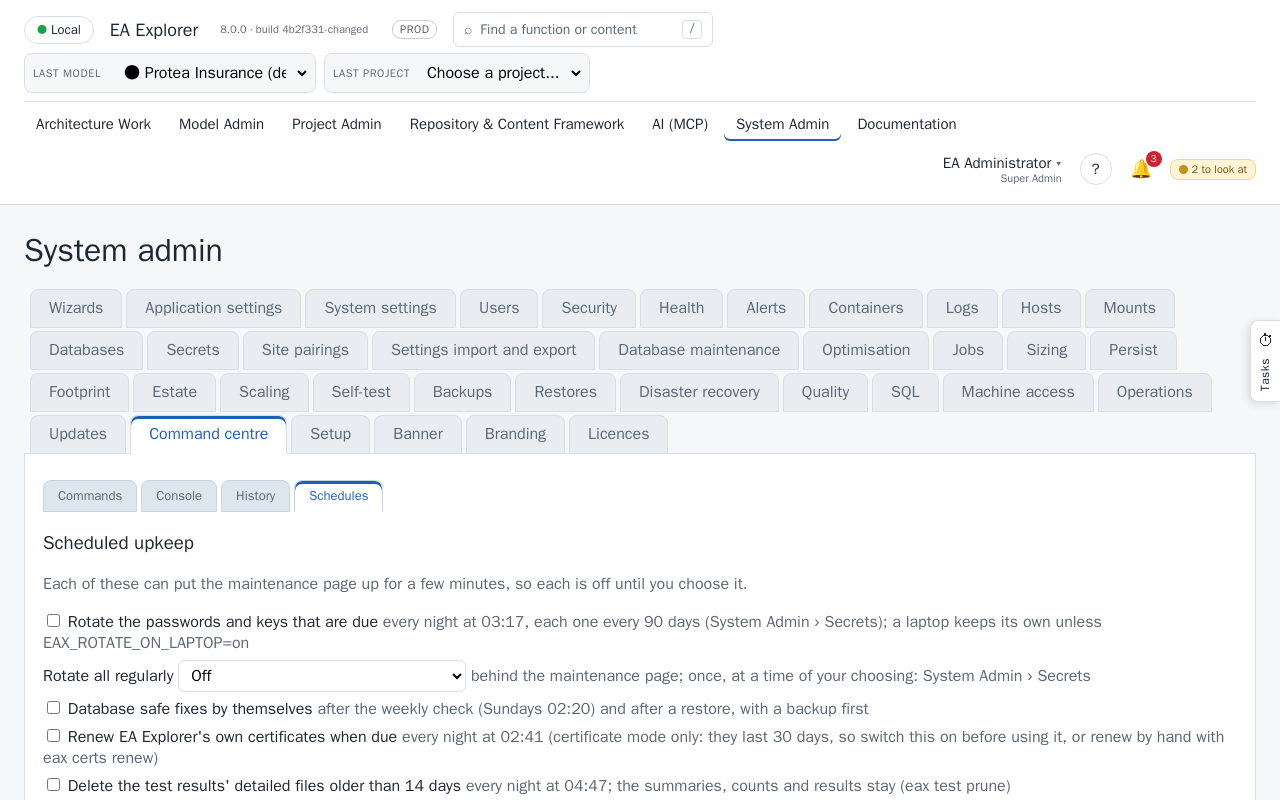 Local
EA Explorer
8.0.0 · build 4b2f331-changed
PROD
Find a function or content
/
LAST MODEL
Protea Insurance (de
LAST PROJECT
Choose a project...
Architecture Work
Model Admin
Project Admin
Repository & Content Framework
AI (MCP)
System Admin
Documentation
EA Administrator
Super Admin
?
3
2 to look at
System admin
Wizards
Application settings
System settings
Users
Security
Health
Alerts
Containers
Logs
Hosts
Mounts
Databases
Secrets
Site pairings
Settings import and export
Database maintenance
Optimisation
Jobs
Sizing
Persist
Footprint
Estate
Scaling
Self-test
Backups
Restores
Disaster recovery
Quality
SQL
Machine access
Operations
Updates
Command centre
Setup
Banner
Branding
Licences
Tasks
Commands
Console
History
Schedules
Scheduled upkeep
Each of these can put the maintenance page up for a few minutes, so each is off until you choose it.
Rotate the passwords and keys that are due every night at 03:17, each one every 90 days (System Admin › Secrets); a laptop keeps its own unless
EAX_ROTATE_ON_LAPTOP=on
Rotate all regularly Off behind the maintenance page; once, at a time of your choosing: System Admin › Secrets
Database safe fixes by themselves after the weekly check (Sundays 02:20) and after a restore, with a backup first
Renew EA Explorer's own certificates when due every night at 02:41 (certificate mode only: they last 30 days, so switch this on before using it, or renew by hand with
eax certs renew)
Delete the test results' detailed files older than 14 days every night at 04:47; the summaries, counts and results stay (eax test prune)